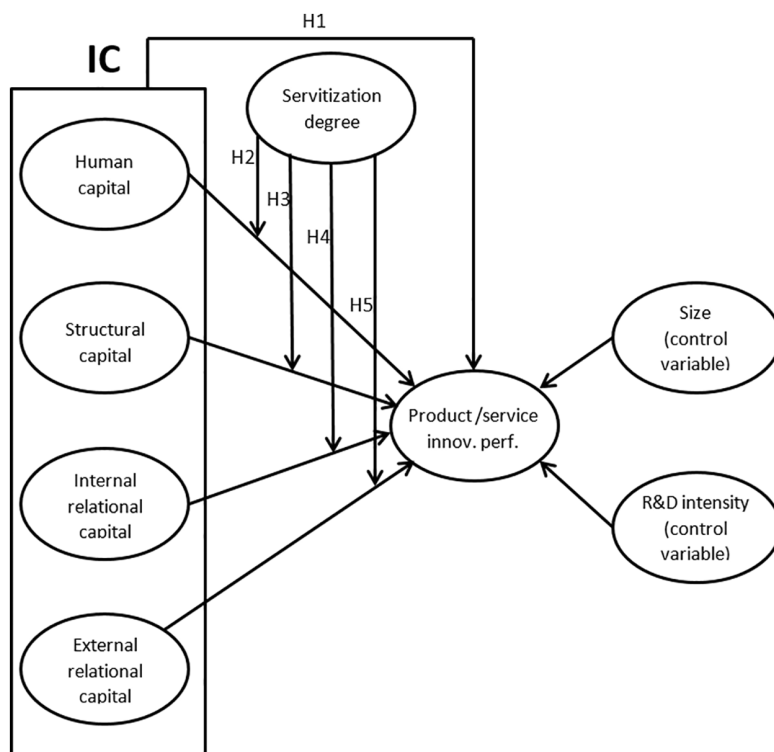 H1
IC
Servitization
degree
Human
capital
H2
H3
H4
H5
Structural
capital
Size
(control
variable)
Product/service
innov. perf.
Internal
relational
capital
R&D intensity
(control
variable)
External
relational
capital